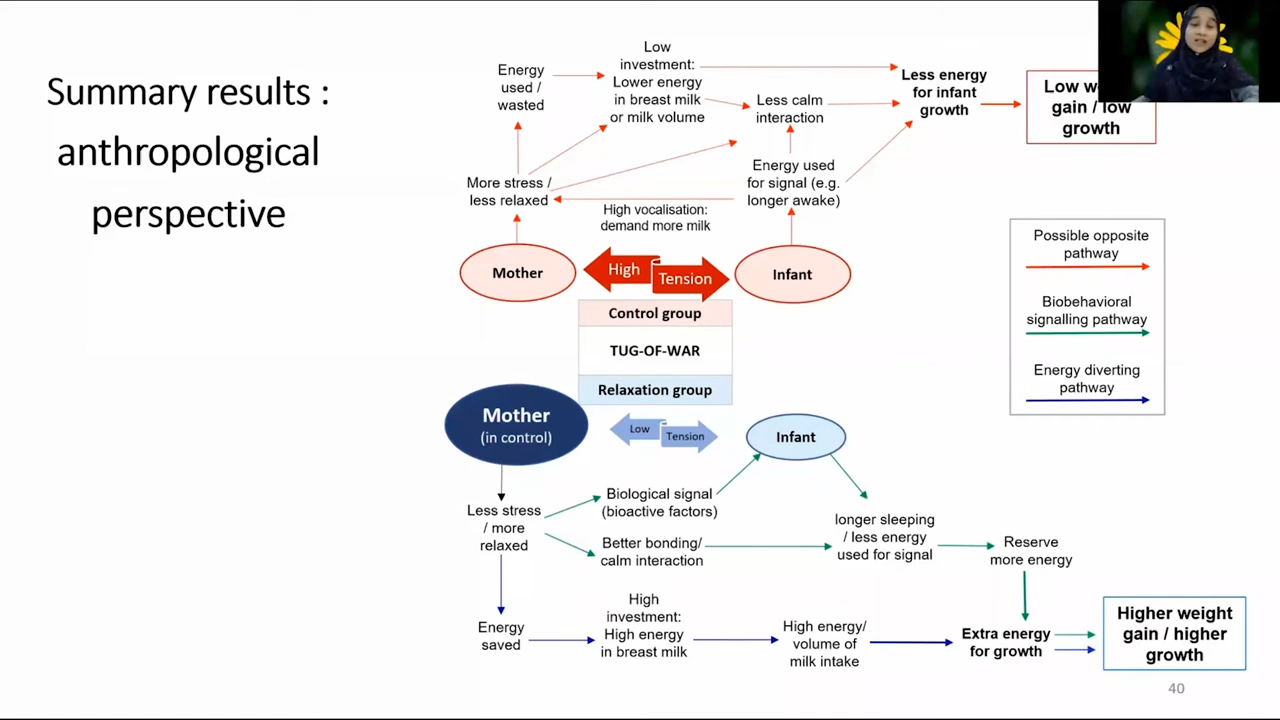 Summary results :
anthropological
perspective
Energy
used /
wasted
Low
investment:
Lower energy
in breast milk
or milk volume
Less calm
interaction
Less energy
for infant
growth
Low
gain / low
growth
More stress /
less relaxed
High vocalisation:
demand more milk
Energy used
for signal (e.g.
longer awake)
Mother
High
Tension
Infant
Control group
TUG-OF-WAR
Relaxation group
Possible opposite
pathway
Biobehavioral
signalling pathway
Energy diverting
pathway
Mother
(in control)
Low
Tension
Infant
Less stress
/ more
relaxed
Biological signal
(bioactive factors)
Better bonding/
calm interaction
longer sleeping
/ less energy
used for signal
Reserve
more energy
Energy
saved
High
investment:
High energy
in breast milk
High energy/
volume of
milk intake
Extra energy
for growth
Higher weight
gain / higher
growth
40